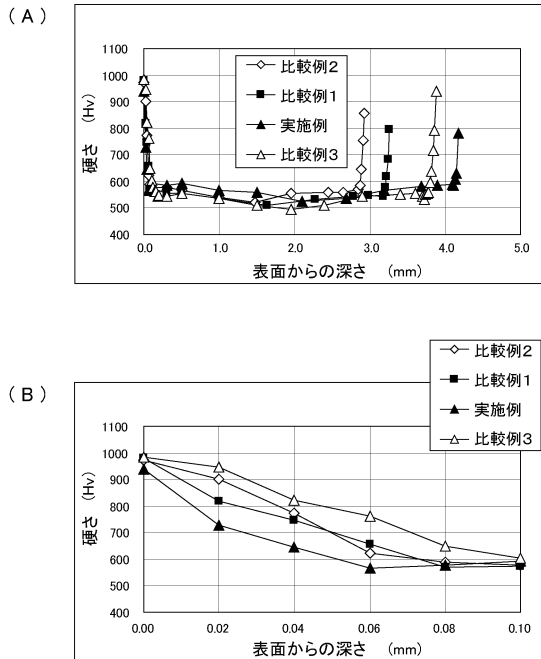 （A）
1100
1000
900
800
700
600
500
400
硬さ （Hv）
比較例2
比較例1
実施例
比較例3
0.0 1.0 2.0 3.0 4.0 5.0
表面からの深さ （mm）
（B）
比較例2
比較例1
実施例
比較例3
1100
1000
900
800
700
600
500
400
硬さ （Hv）
0.00 0.02 0.04 0.06 0.08 0.10
表面からの深さ （mm）